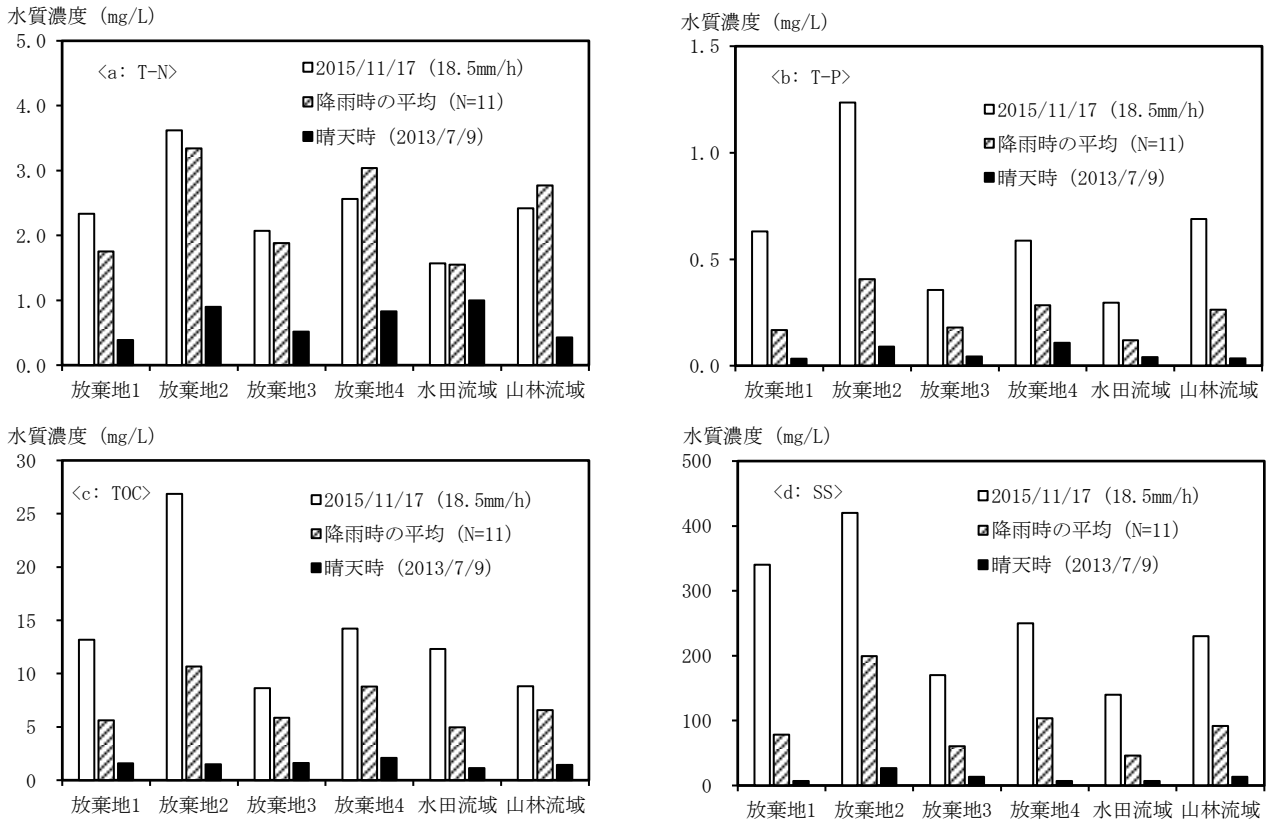 水質濃度 (mg/L)
5.0
4.0
3.0
2.0
1.0
0.0
<a: T-N>
2015/11/17 (18.5mm/h)
降雨時の平均 (N=11)
晴天時 (2013/7/9)
放棄地1 放棄地2 放棄地3 放棄地4 水田流域 山林流域
水質濃度 (mg/L)
1.5
1.0
0.5
0.0
<b: T-P>
2015/11/17 (18.5mm/h)
降雨時の平均 (N=11)
晴天時 (2013/7/9)
放棄地1 放棄地2 放棄地3 放棄地4 水田流域 山林流域
水質濃度 (mg/L)
30
25
20
15
10
5
0
<c: TOC>
2015/11/17 (18.5mm/h)
降雨時の平均 (N=11)
晴天時 (2013/7/9)
放棄地1 放棄地2 放棄地3 放棄地4 水田流域 山林流域
水質濃度 (mg/L)
500
400
300
200
100
0
<d: SS>
2015/11/17 (18.5mm/h)
降雨時の平均 (N=11)
晴天時 (2013/7/9)
放棄地1 放棄地2 放棄地3 放棄地4 水田流域 山林流域